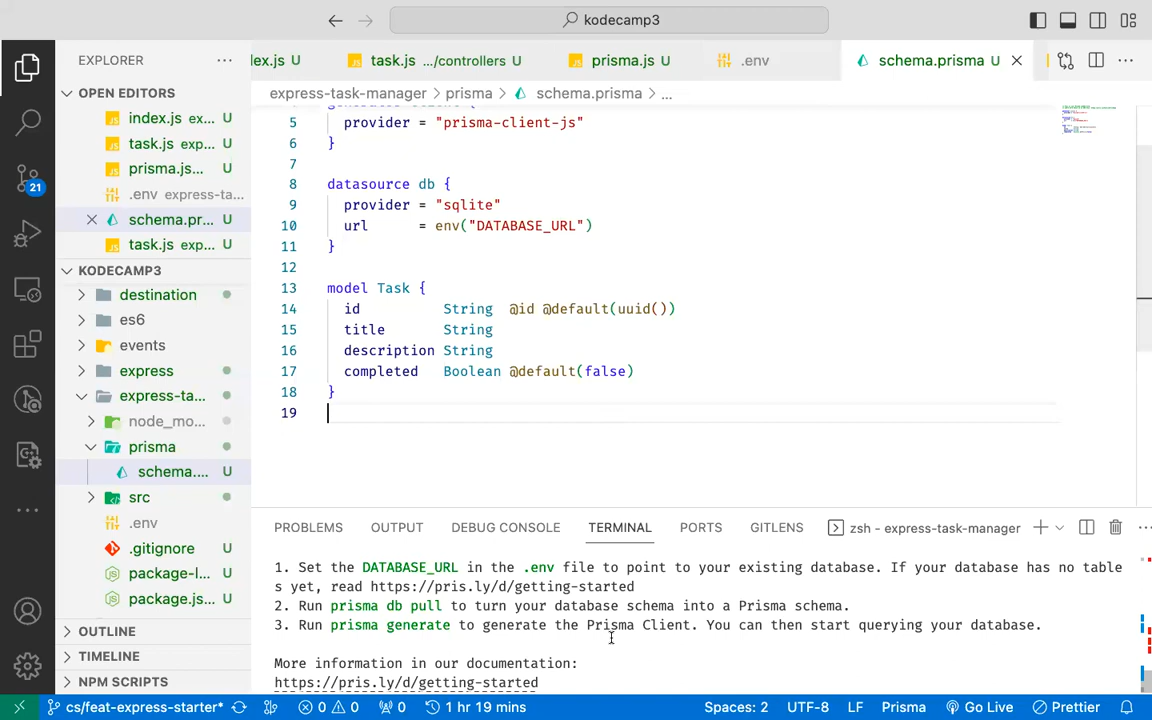 kodecamp3
EXPLORER
dex.js U
task.js .../controllers U
prisma.js U
.env
schema.prisma U
express-task-manager > prisma > schema.prisma > ...
OPEN EDITORS
index.js ex... U
task.js exp... U
prisma.js... U
.env express-ta...
schema.pr... U
task.js exp... U
KODECAMP3
destination
es6
events
express
express-ta...
node_mo...
prisma
schema.... U
src
.env
.gitignore U
package-l... U
package.js... U
OUTLINE
TIMELINE
NPM SCRIPTS
21
5 provider = "prisma-client-js"
6 }
7
8 datasource db {
9 provider = "sqlite"
10 url = env("DATABASE_URL")
11 }
12
13 model Task {
14 id String @id @default(uuid())
15 title String
16 description String
17 completed Boolean @default(false)
18 }
19
PROBLEMS OUTPUT DEBUG CONSOLE TERMINAL PORTS GITLENS zsh - express-task-manager
1. Set the DATABASE_URL in the .env file to point to your existing database. If your database has no table
s yet, read https://pris.ly/d/getting-started
2. Run prisma db pull to turn your database schema into a Prisma schema.
3. Run prisma generate to generate the Prisma Client. You can then start querying your database.
More information in our documentation:
https://pris.ly/d/getting-started
cs/feat-express-starter* 0 0 0 1 hr 19 mins Spaces: 2 UTF-8 LF Prisma Go Live Prettier